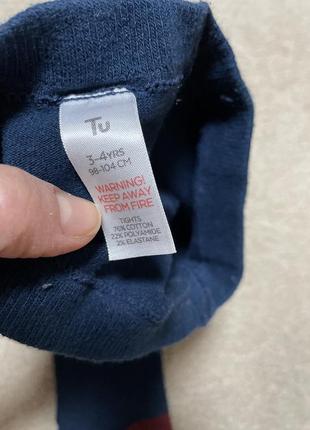 Tu
3-4YRS
98-104 CM
WARNING!
KEEP AWAY
FROM FIRE
TIGHTS
76% COTTON
22% POLYAMIDE
2% ELASTANE